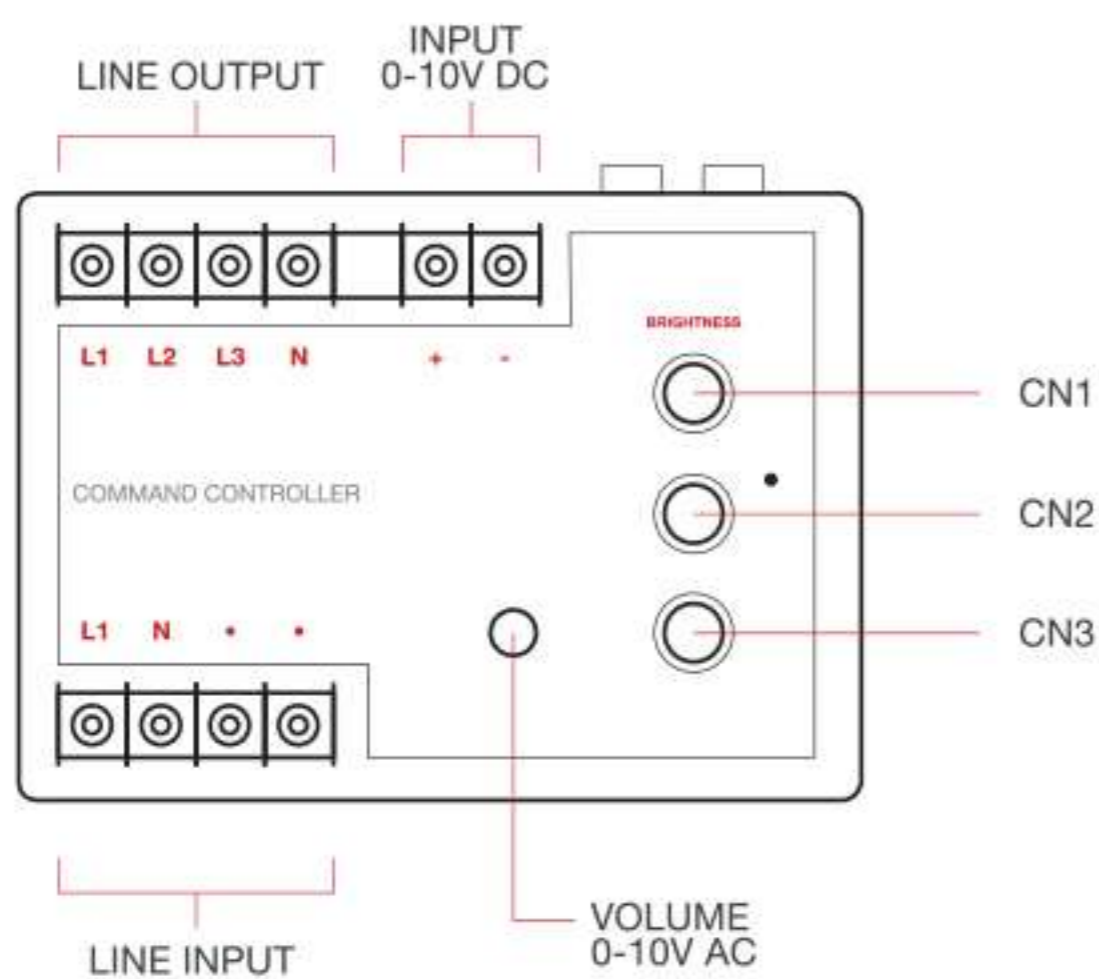 INPUT
LINE OUTPUT 0-10V DC
BRIGHTNESS
L1 L2 L3 N + -
CN1
COMMAND CONTROLLER
CN2
L1 N • •
CN3
VOLUME
0-10V AC
LINE INPUT